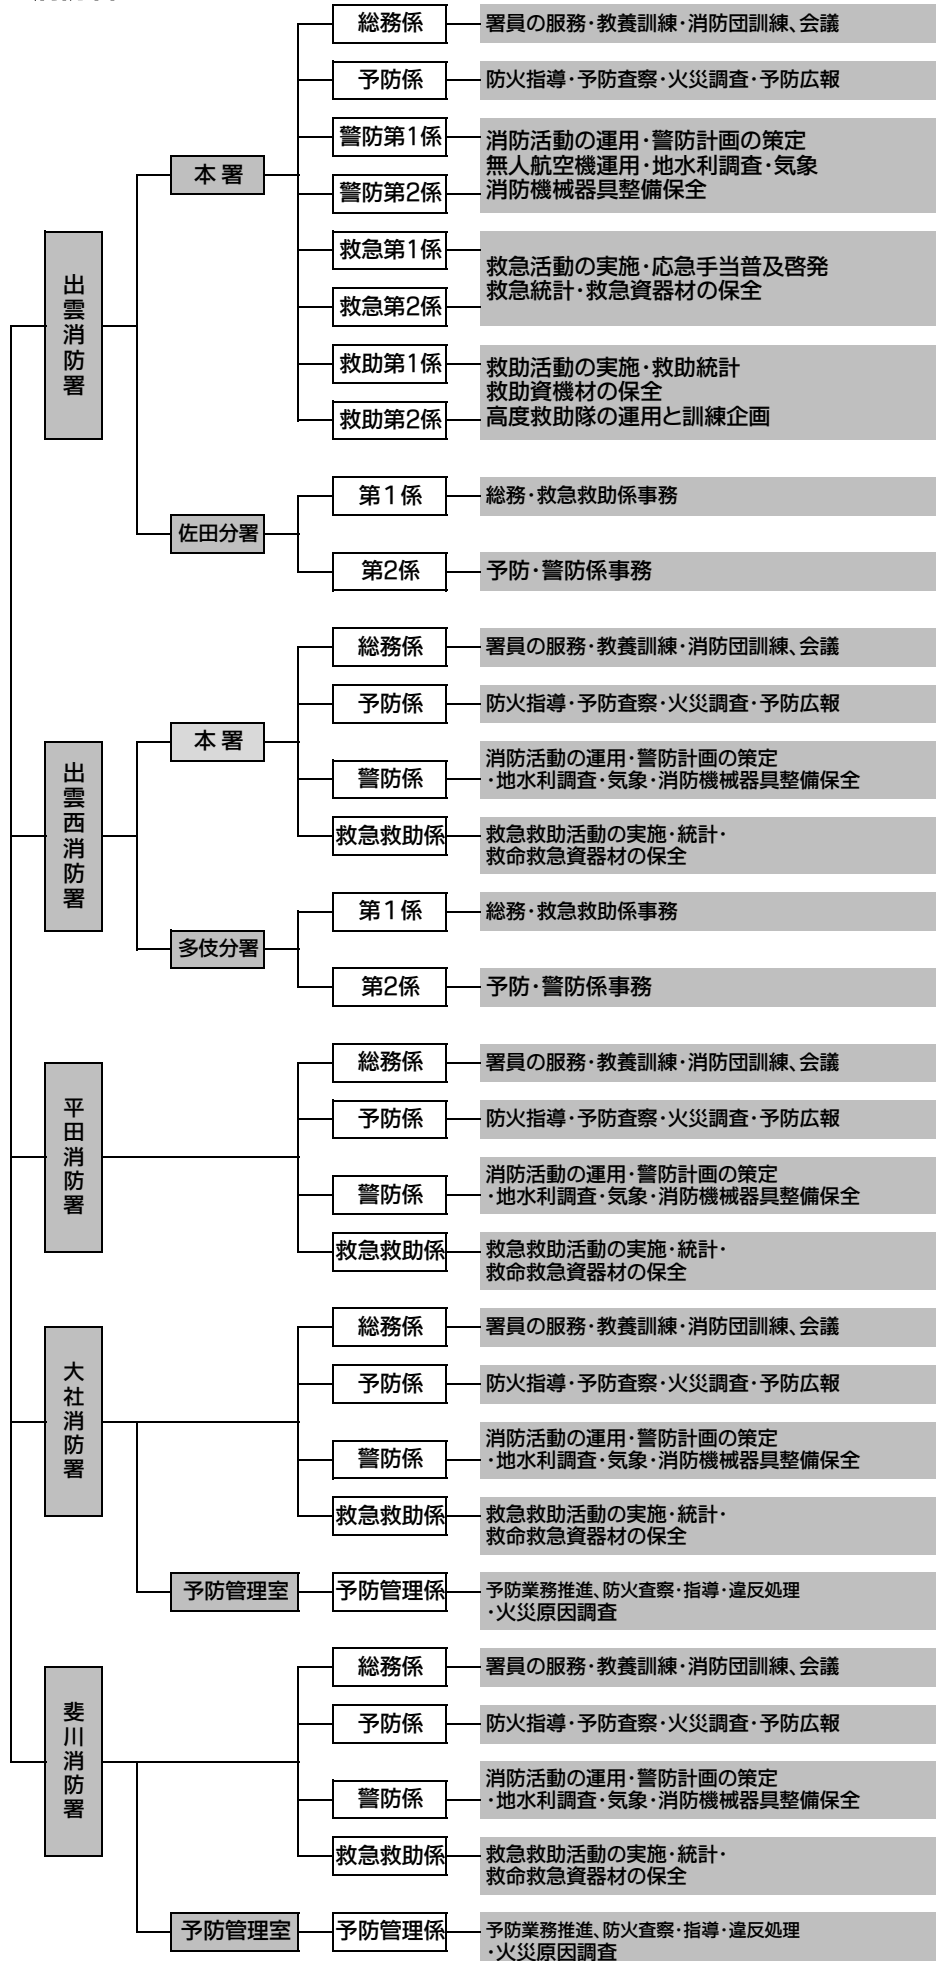 出雲消防署
本署
総務係
署員の服務・教養訓練・消防団訓練、会議
予防係
防火指導・予防査察・火災調査・予防広報
警防第1係
警防第2係
消防活動の運用・警防計画の策定
無人航空機運用・地水利調査・気象
消防機械器具整備保全
救急第1係
救急第2係
救急活動の実施・応急手当普及啓発
救急統計・救急資器材の保全
救助第1係
救助第2係
救助活動の実施・救助統計
救助資機材の保全
高度救助隊の運用と訓練企画
佐田分署
第1係
総務・救急救助係事務
第2係
予防・警防係事務
出雲西消防署
本署
総務係
署員の服務・教養訓練・消防団訓練、会議
予防係
防火指導・予防査察・火災調査・予防広報
警防係
消防活動の運用・警防計画の策定
・地水利調査・気象・消防機械器具整備保全
救急救助係
救急救助活動の実施・統計・
救命救急資器材の保全
多伎分署
第1係
総務・救急救助係事務
第2係
予防・警防係事務
平田消防署
総務係
署員の服務・教養訓練・消防団訓練、会議
予防係
防火指導・予防査察・火災調査・予防広報
警防係
消防活動の運用・警防計画の策定
・地水利調査・気象・消防機械器具整備保全
救急救助係
救急救助活動の実施・統計・
救命救急資器材の保全
大社消防署
総務係
署員の服務・教養訓練・消防団訓練、会議
予防係
防火指導・予防査察・火災調査・予防広報
警防係
消防活動の運用・警防計画の策定
・地水利調査・気象・消防機械器具整備保全
救急救助係
救急救助活動の実施・統計・
救命救急資器材の保全
予防管理室
予防管理係
予防業務推進、防火査察・指導・違反処理
・火災原因調査
斐川消防署
総務係
署員の服務・教養訓練・消防団訓練、会議
予防係
防火指導・予防査察・火災調査・予防広報
警防係
消防活動の運用・警防計画の策定
・地水利調査・気象・消防機械器具整備保全
救急救助係
救急救助活動の実施・統計・
救命救急資器材の保全
予防管理室
予防管理係
予防業務推進、防火査察・指導・違反処理
・火災原因調査